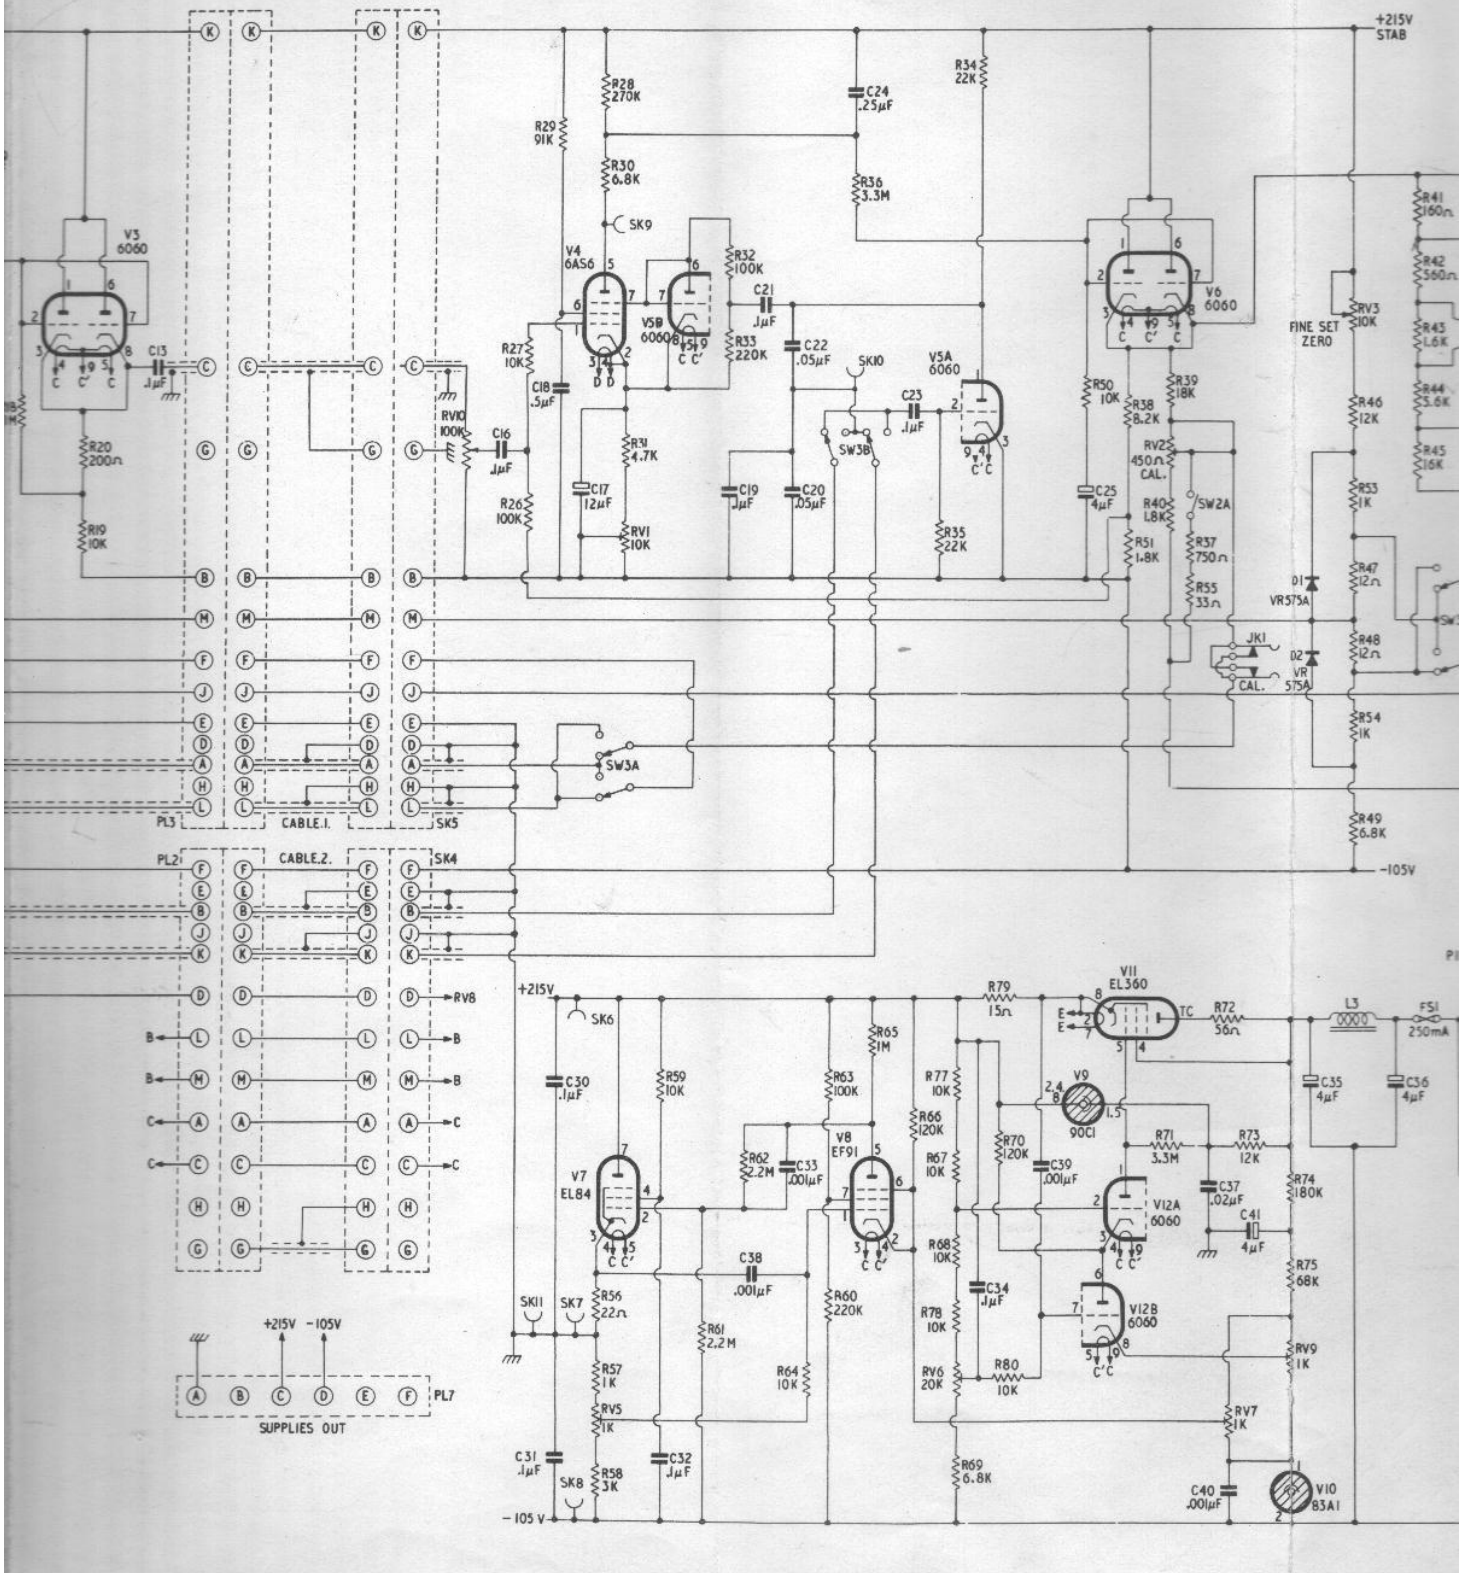 +215V
STAB
K K K K
R34
22K
R28
270K
C24
.25µF
R29
91K
R30
6.8K
R36
3.3M
R41
160Ω
SK9
V3
6060
V4
6AS6
R32
100K
C21
.1µF
V6
6060
R42
560Ω
RV3
10K
FINE SET
ZERO
V5B
6060
R33
220K
C22
.05µF
SK10
V5A
6060
R43
1.6K
R27
10K
C13
.1µF
C C C C
C18
.5µF
C23
.1µF
R50
10K
R38
8.2K
R39
18K
R44
5.6K
R46
12K
RV10
100K
C16
.1µF
R31
4.7K
SW3B
RV2
450Ω
CAL.
R45
16K
R20
200Ω
G G G G
C17
12µF
C19
.1µF
C20
.05µF
C25
4µF
R40
1.8K
SW2A
R53
1K
R26
100K
R19
10K
RV1
10K
R35
22K
R51
1.8K
R37
750Ω
R55
33Ω
D1
VR575A
R47
12Ω
B B B B
M M M M
F F F F
J J J J
E E E E
D D D D
A A A A
H H H H
L L L L
JK1
CAL.
D2
VR
575A
R48
12Ω
R54
1K
SW3A
PL3
CABLE.1.
SK5
R49
6.8K
-105V
PL2
CABLE.2.
SK4
F F F F
E E E E
B B B B
J J J J
K K K K
D D D D RV8
B L L L L B
B M M M M B
C A A A A C
C C C C C C
H H H H
G G G G
+215V
SK6
R79
15Ω
V11
EL360
TC
R72
56Ω
L3
FS1
250mA
R65
1M
C30
.1µF
R59
10K
R63
100K
R77
10K
V9
90C1
C35
4µF
C36
4µF
R66
120K
R62
2.2M
C33
.001µF
V8
EF91
R67
10K
R70
120K
C39
.001µF
R71
3.3M
R73
12K
V7
EL84
C37
.02µF
R74
180K
V12A
6060
R68
10K
C41
4µF
C38
.001µF
R60
220K
C34
.1µF
R75
68K
R56
22Ω
SK11
SK7
R61
2.2M
R78
10K
V12B
6060
+215V -105V
R57
1K
R64
10K
RV6
20K
R80
10K
RV9
1K
A B C D E F PL7
SUPPLIES OUT
RV5
1K
RV7
1K
C31
.1µF
R58
3K
C32
.1µF
R69
6.8K
SK8
C40
.001µF
V10
83A1
-105V